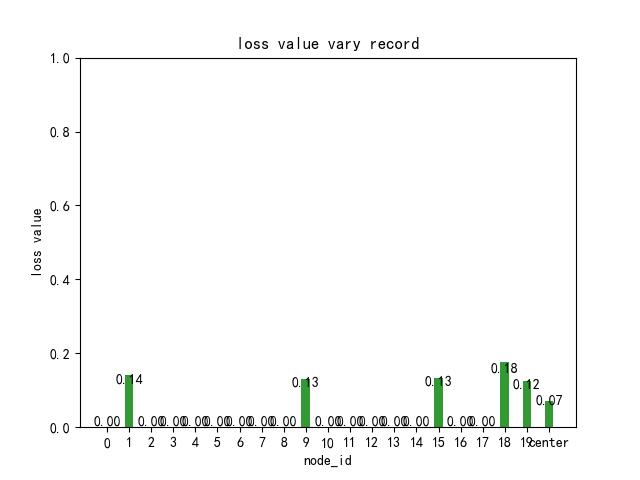 loss value vary record
1.0
0.8
0.6
0.4
0.2
0.0
loss value
0.00 0.14 0.00 0.00 0.00 0.00 0.00 0.00 0.00 0.13 0.00 0.00 0.00 0.00 0.00 0.13 0.00 0.00 0.18 0.12 0.07
0 1 2 3 4 5 6 7 8 9 10 11 12 13 14 15 16 17 18 19 center
node_id